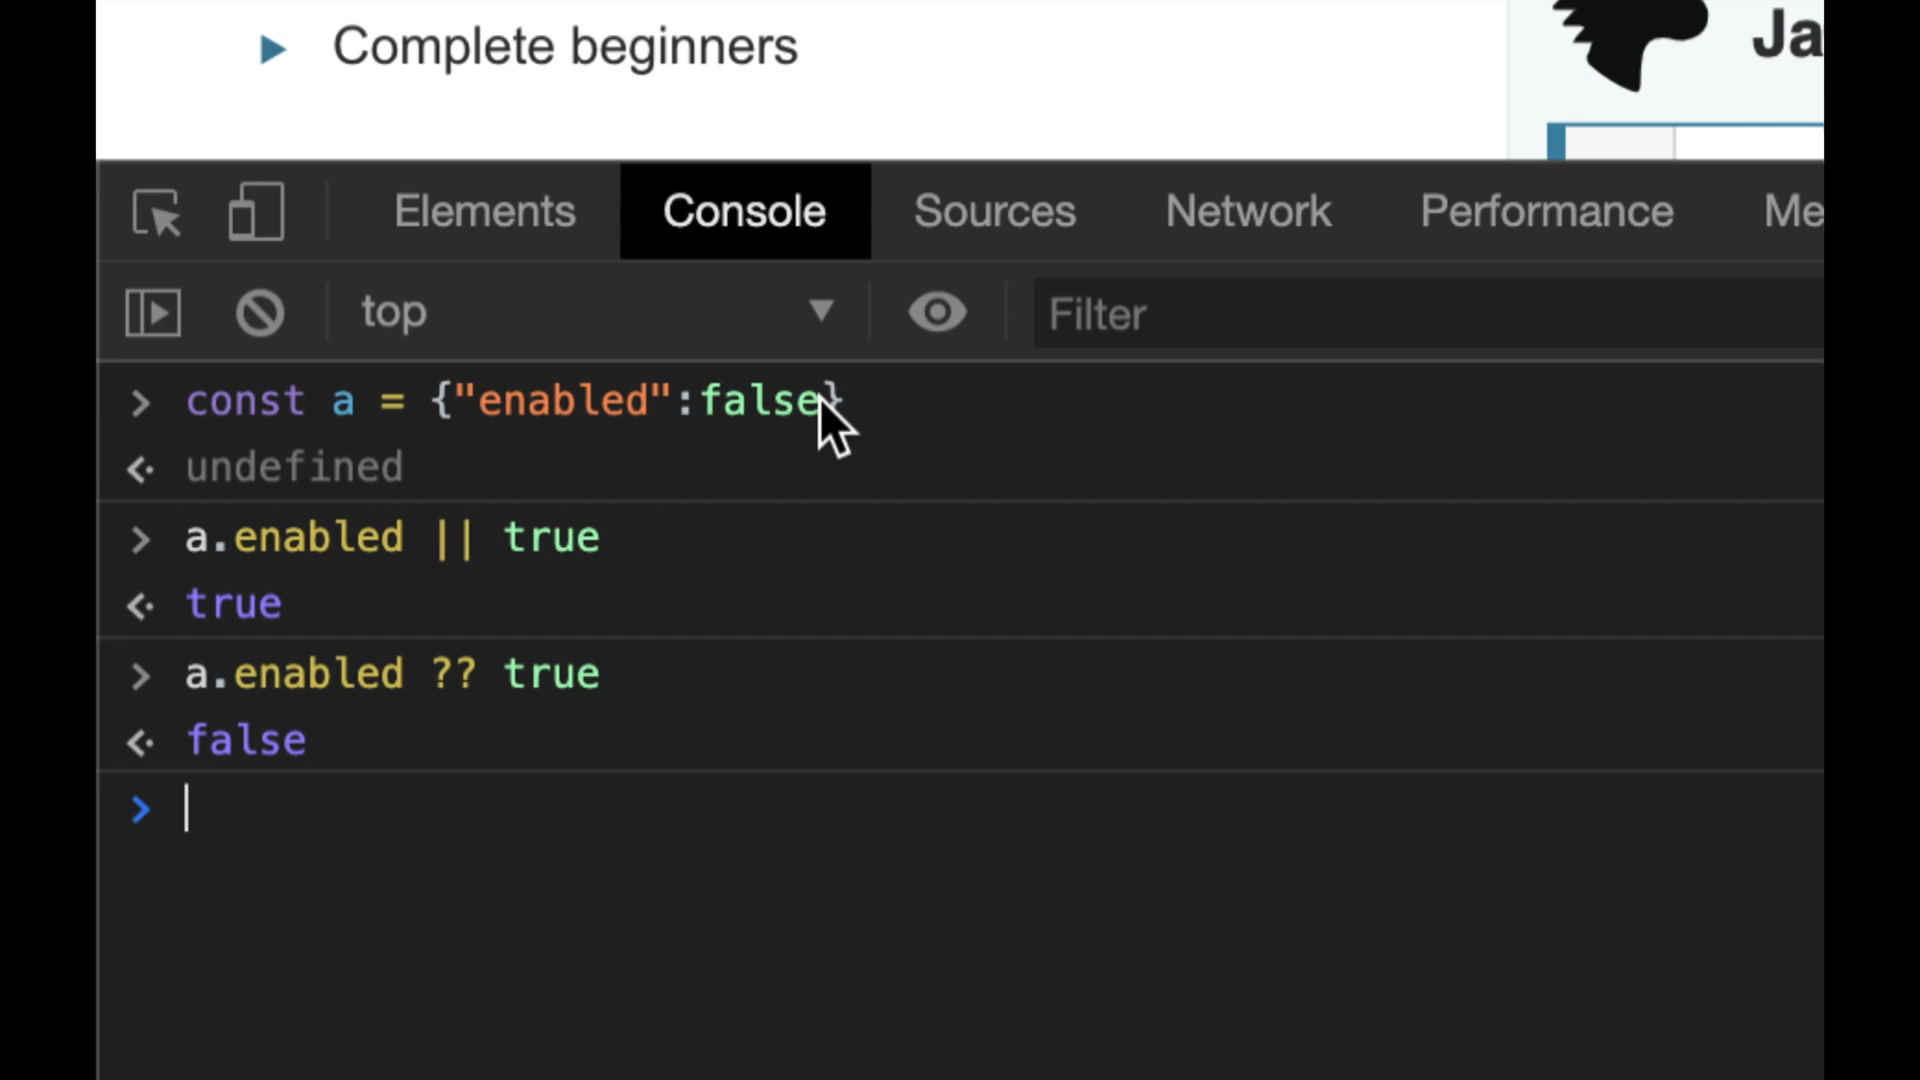 Complete beginners
Ja
Elements Console Sources Network Performance Me
top Filter
> const a = {"enabled":false}
undefined
> a.enabled || true
true
> a.enabled ?? true
false
>